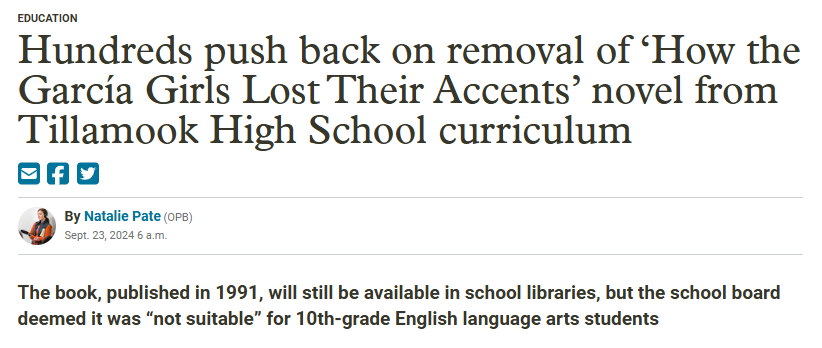 EDUCATION
Hundreds push back on removal of ‘How the
García Girls Lost Their Accents’ novel from
Tillamook High School curriculum
By Natalie Pate (OPB)
Sept. 23, 2024 6 a.m.
The book, published in 1991, will still be available in school libraries, but the school board
deemed it was “not suitable” for 10th-grade English language arts students